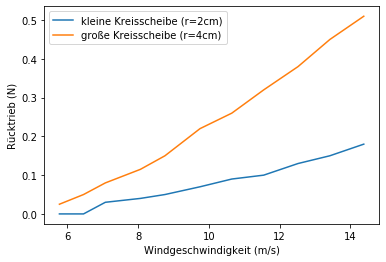 kleine Kreisscheibe (r=2cm)
große Kreisscheibe (r=4cm)
Rücktrieb (N)
0.5
0.4
0.3
0.2
0.1
0.0
6
8
10
12
14
Windgeschwindigkeit (m/s)